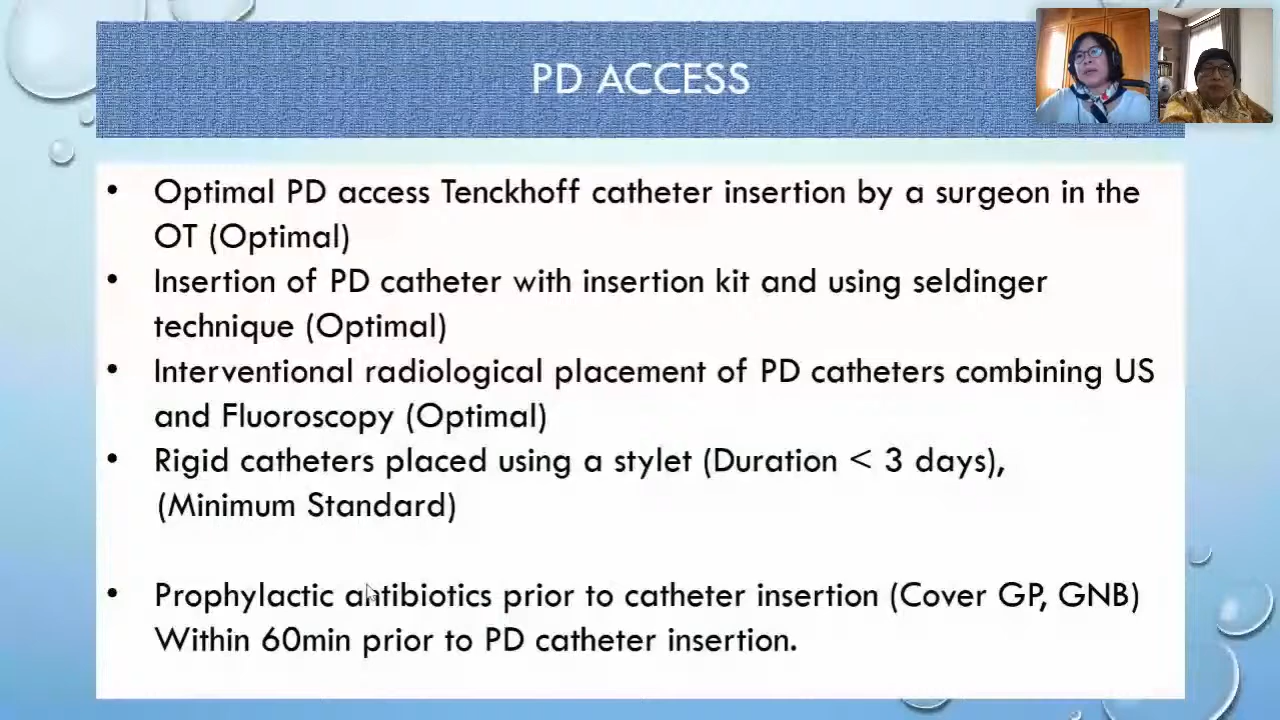 PD ACCESS
• Optimal PD access Tenckhoff catheter insertion by a surgeon in the
OT (Optimal)
• Insertion of PD catheter with insertion kit and using seldinger
technique (Optimal)
• Interventional radiological placement of PD catheters combining US
and Fluoroscopy (Optimal)
• Rigid catheters placed using a stylet (Duration < 3 days),
(Minimum Standard)
• Prophylactic antibiotics prior to catheter insertion (Cover GP, GNB)
Within 60min prior to PD catheter insertion.